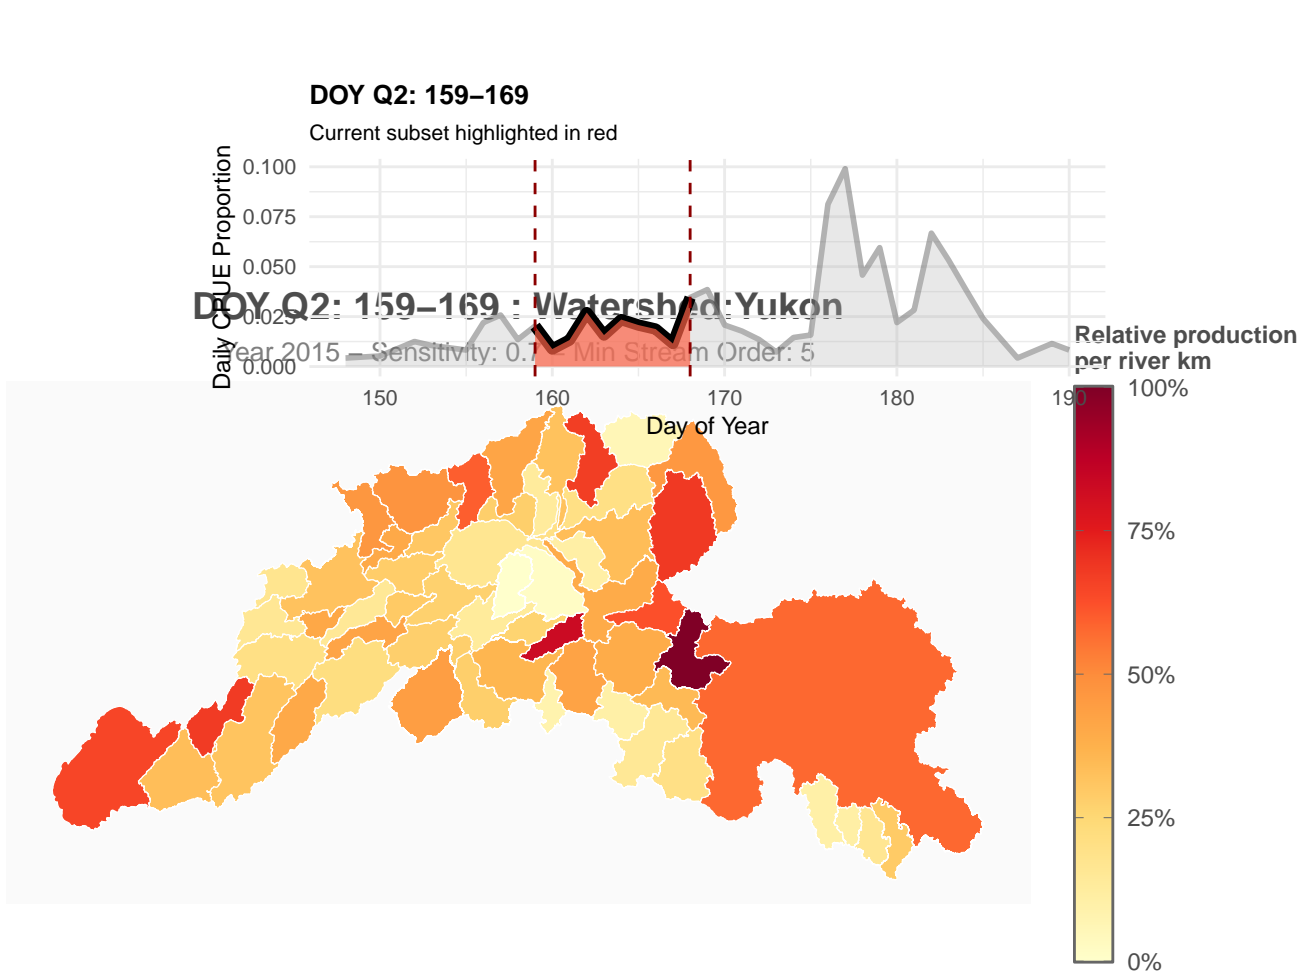 DOY Q2: 159–169
Current subset highlighted in red
Daily CPUE Proportion
0.100
0.075
0.050
0.025
0.000
DOY Q2: 159–169 : Watershed: Yukon
Year 2015 – Sensitivity: 0.7 – Min Stream Order: 5
150 160 170 180 190
Day of Year
Relative production
per river km
100%
75%
50%
25%
0%